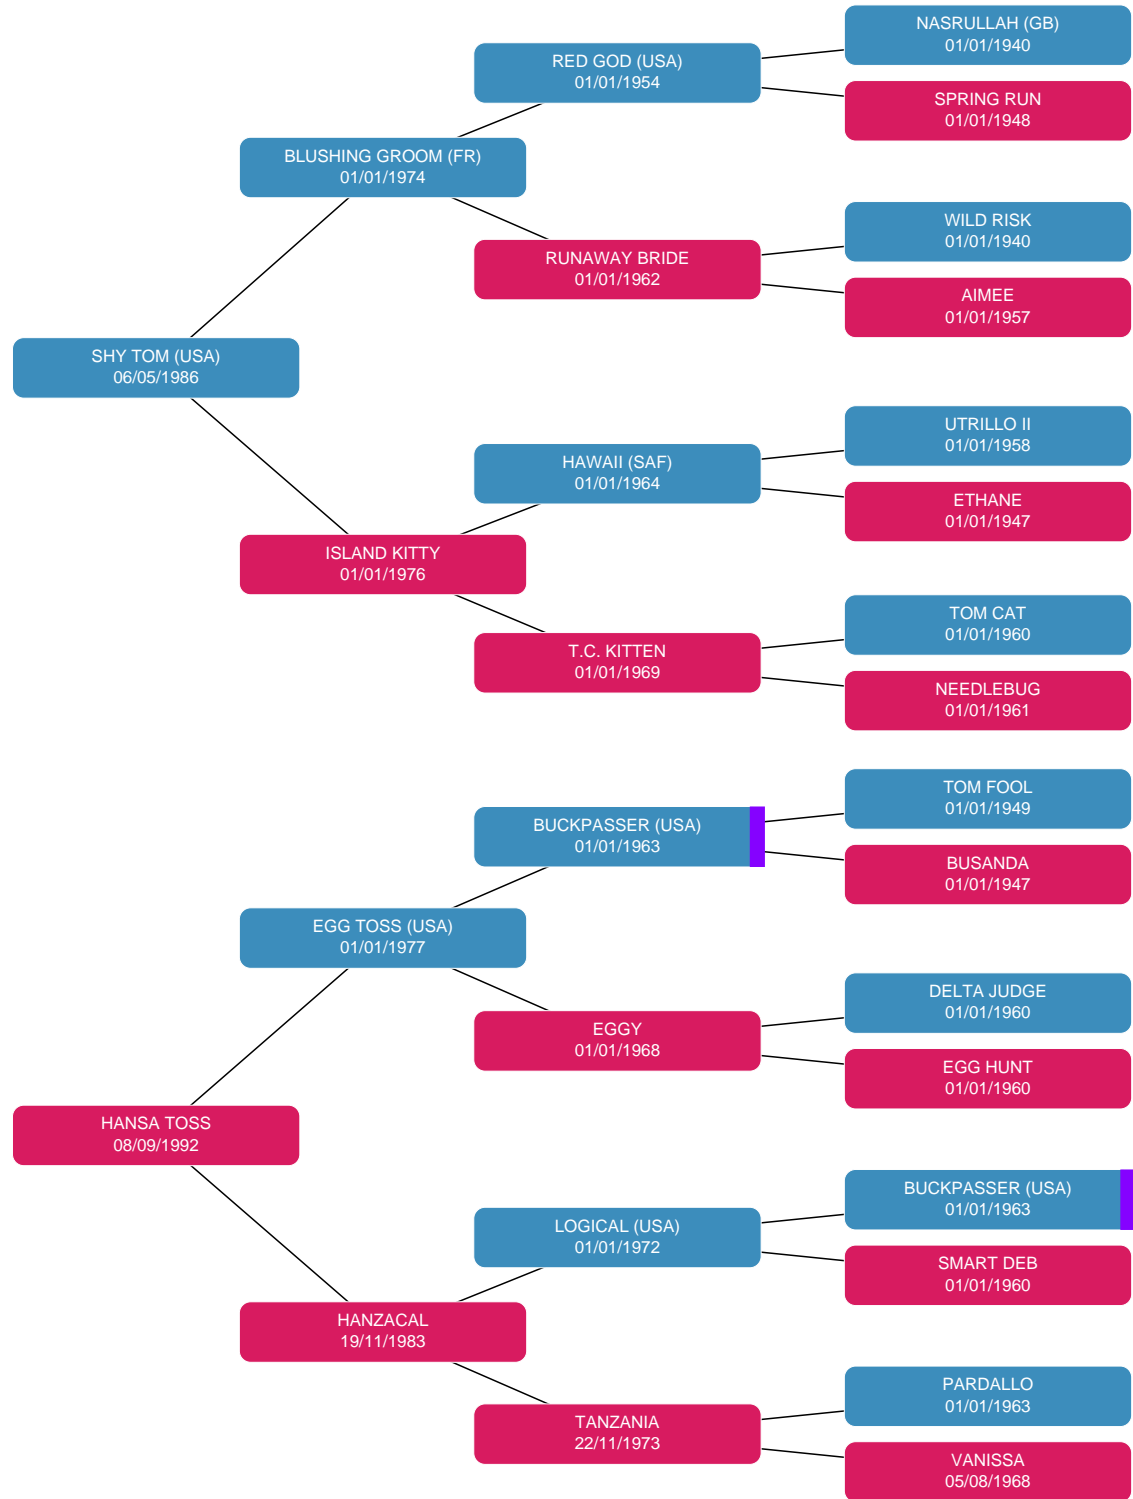 NASRULLAH (GB)
01/01/1940
RED GOD (USA)
01/01/1954
SPRING RUN
01/01/1948
BLUSHING GROOM (FR)
01/01/1974
WILD RISK
01/01/1940
RUNAWAY BRIDE
01/01/1962
AIMEE
01/01/1957
SHY TOM (USA)
06/05/1986
UTRILLO II
01/01/1958
HAWAII (SAF)
01/01/1964
ETHANE
01/01/1947
ISLAND KITTY
01/01/1976
TOM CAT
01/01/1960
T.C. KITTEN
01/01/1969
NEEDLEBUG
01/01/1961
TOM FOOL
01/01/1949
BUCKPASSER (USA)
01/01/1963
BUSANDA
01/01/1947
EGG TOSS (USA)
01/01/1977
DELTA JUDGE
01/01/1960
EGGY
01/01/1968
EGG HUNT
01/01/1960
HANSA TOSS
08/09/1992
BUCKPASSER (USA)
01/01/1963
LOGICAL (USA)
01/01/1972
SMART DEB
01/01/1960
HANZACAL
19/11/1983
PARDALLO
01/01/1963
TANZANIA
22/11/1973
VANISSA
05/08/1968